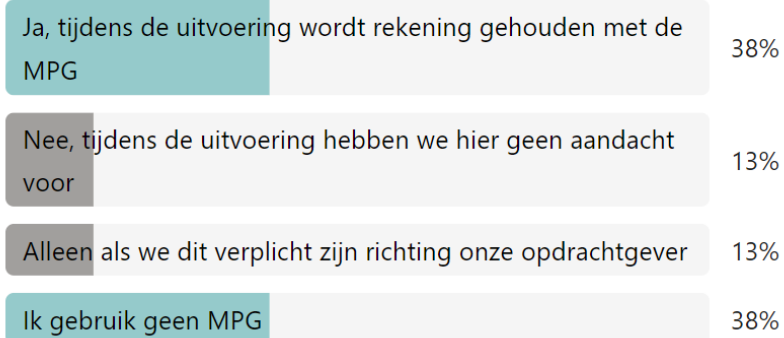 Ja, tijdens de uitvoering wordt rekening gehouden met de
MPG
38%
Nee, tijdens de uitvoering hebben we hier geen aandacht
voor
13%
Alleen als we dit verplicht zijn richting onze opdrachtgever 13%
Ik gebruik geen MPG 38%